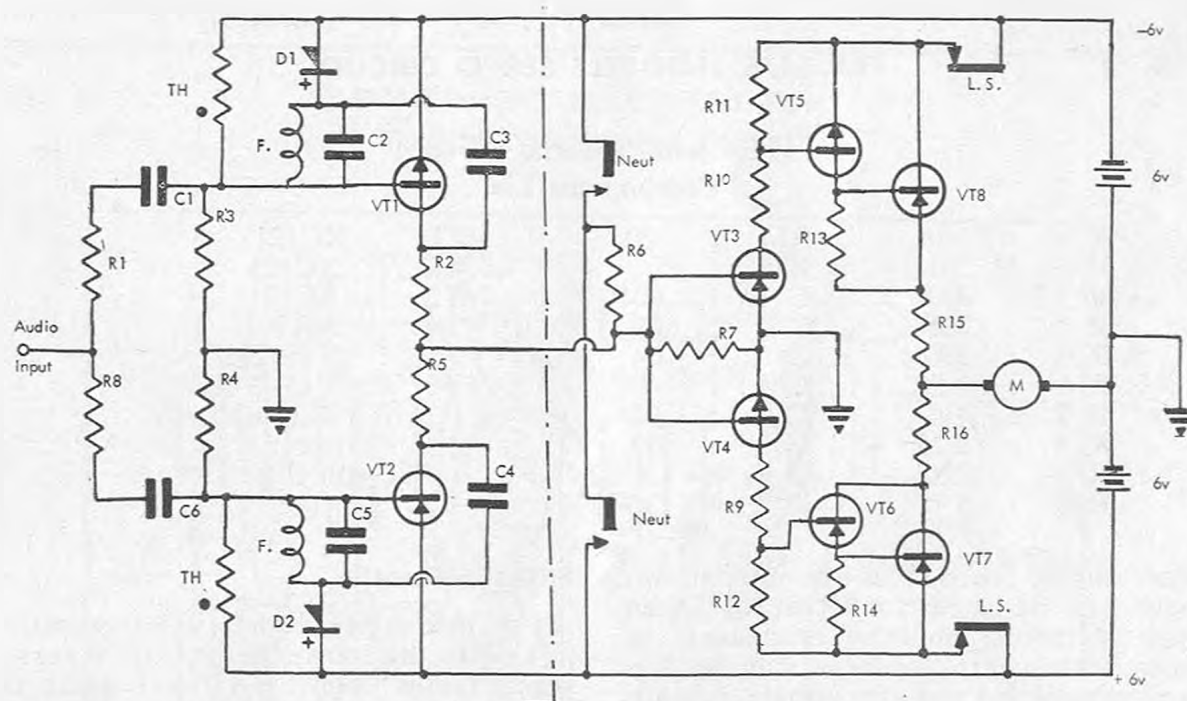 −6v
D1
L.S.
TH
R11
VT5
F.
C2
C3
Neut
6v
C1
R10
VT1
VT8
R3
R13
R2
R6
VT3
R1
R15
Audio
Input
R7
M
R5
R8
R4
R16
VT4
VT2
C4
6v
R9
C6
C5
Neut
VT6
F.
VT7
TH
R12
R14
L.S.
D2
+ 6v